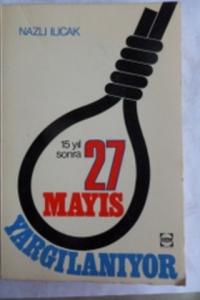 NAZLI ILICAK
15 yıl
sonra
27
MAYIS
YARGILANIYOR